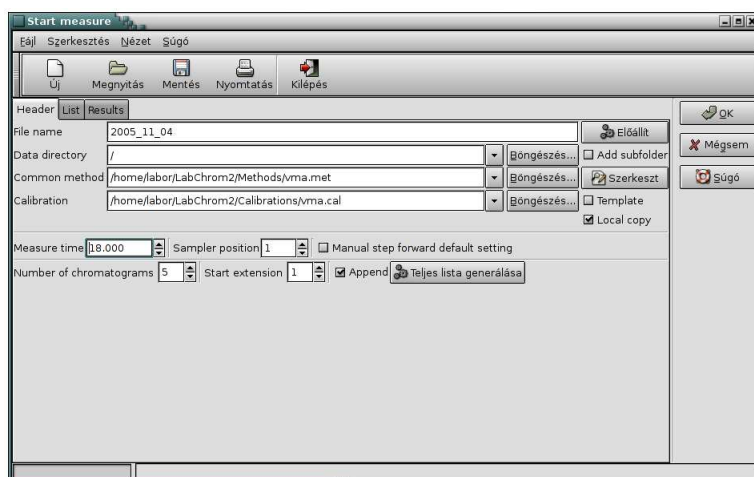 Start measure
Fájl Szerkesztés Nézet Súgó
Új Megnyitás Mentés Nyomtatás Kilépés
Header List Results
File name 2005_11_04 Előállít
Data directory / Böngészés... Add subfolder
Common method /home/labor/LabChrom2/Methods/vma.met Böngészés... Szerkeszt
Calibration /home/labor/LabChrom2/Calibrations/vma.cal Böngészés... Template
Local copy
Measure time 18.000 Sampler position 1 Manual step forward default setting
Number of chromatograms 5 Start extension 1 Append Teljes lista generálása
OK
Mégsem
Súgó